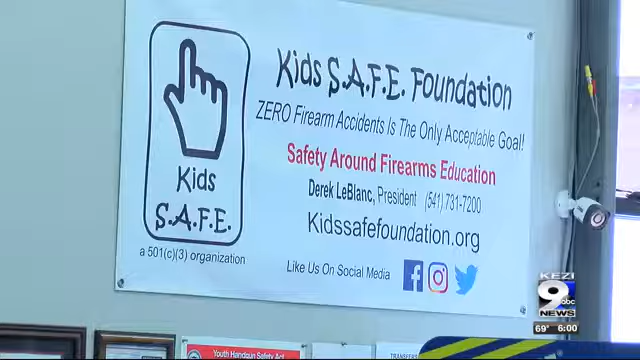 Kids S.A.F.E. Foundation
ZERO Firearm Accidents Is The Only Acceptable Goal!
Safety Around Firearms Education
Derek LeBlanc, President (541) 731-7200
Kidssafefoundation.org
Like Us On Social Media
Kids
S.A.F.E.
a 501(c)(3) organization
Youth Handgun Safety Act
KEZI
9
abc
NEWS
69° 6:00